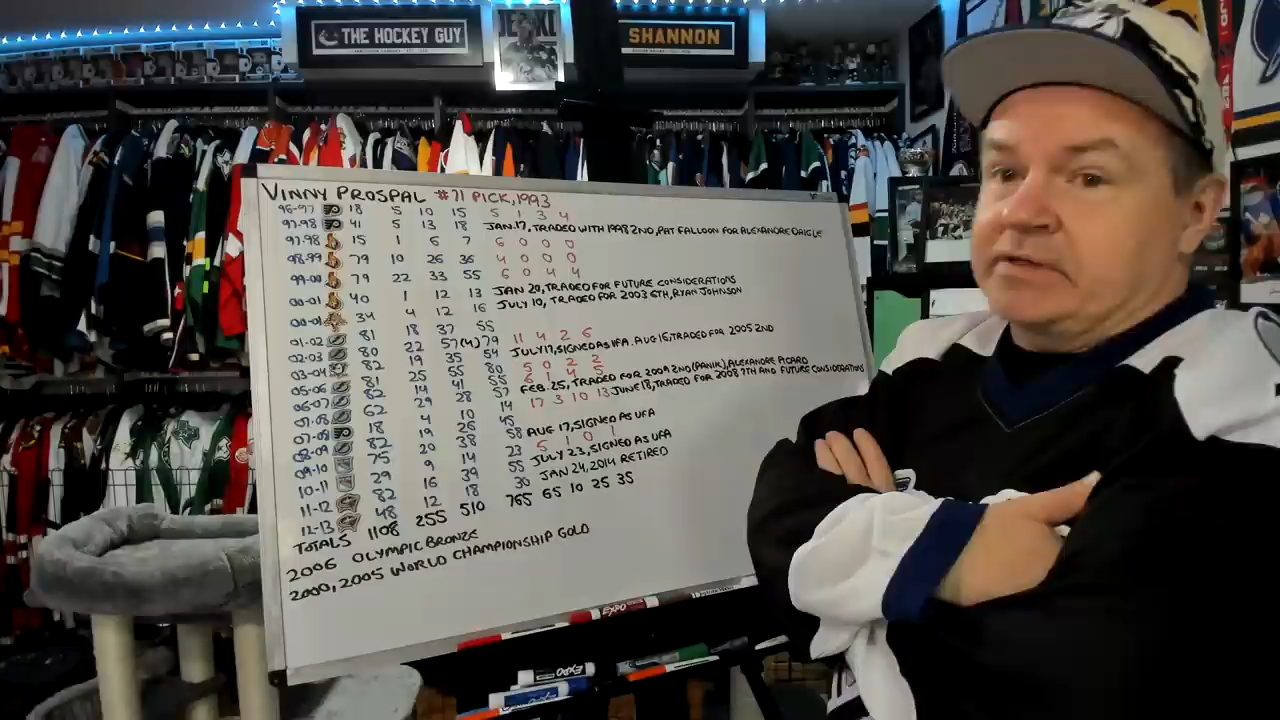 THE HOCKEY GUY
SHANNON
VINNY PROSPAL #71 PICK, 1993
96-97 18 5 10 15 5 1 3 4
97-98 41 5 13 18 JAN.17, TRADED WITH 1998 2ND, PAT FALLOON FOR ALEXANDRE DAIGLE
97-98 15 1 6 7 6 0 0 0
98-99 79 10 26 36 4 0 0 0
99-00 79 22 33 55 6 0 4 4
00-01 40 1 12 13 JAN 20, TRADED FOR FUTURE CONSIDERATIONS
00-01 34 4 12 16 JULY 10, TRADED FOR 2003 6TH, RYAN JOHNSON
01-02 81 18 37 55
02-03 80 22 57(4) 79 11 4 2 6
03-04 82 19 35 54 JULY 17, SIGNED AS UFA. AUG 16, TRADED FOR 2005 2ND
05-06 81 25 55 80 5 0 2 2
06-07 82 14 41 55 6 1 4 5
07-08 62 29 28 57 FEB.25, TRADED FOR 2009 2ND (PANIK), ALEXANDRE PICARD
07-08 18 4 10 14 17 3 10 13 JUNE 18, TRADED FOR 2008 7TH AND FUTURE CONSIDERATIONS
08-09 82 19 26 45
09-10 75 20 38 58 AUG 17, SIGNED AS UFA
10-11 29 9 14 23 5 1 0 1
11-12 82 16 39 55 JULY 23, SIGNED AS UFA
12-13 48 12 18 30 JAN 24, 2014 RETIRED
TOTALS 1108 255 510 765 65 10 25 35
2006 OLYMPIC BRONZE
2000, 2005 WORLD CHAMPIONSHIP GOLD
EXPO
EXPO